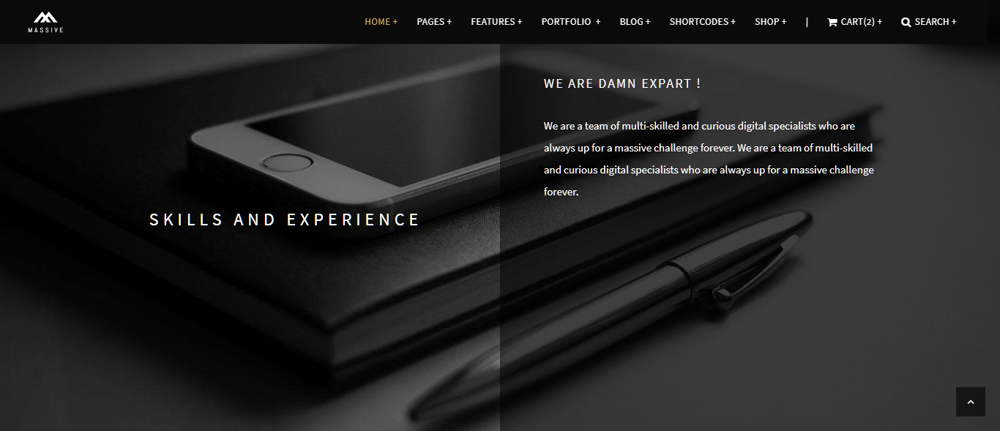 MASSIVE
HOME + PAGES + FEATURES + PORTFOLIO + BLOG + SHORTCODES + SHOP + | CART(2) + SEARCH +
WE ARE DAMN EXPART !
We are a team of multi-skilled and curious digital specialists who are
always up for a massive challenge forever. We are a team of multi-skilled
and curious digital specialists who are always up for a massive challenge
forever.
SKILLS AND EXPERIENCE